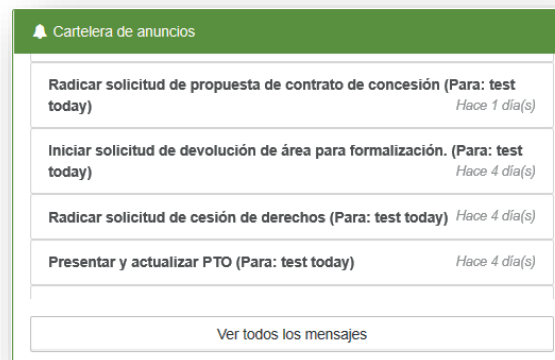 Cartelera de anuncios
Radicar solicitud de propuesta de contrato de concesión (Para: test
today) Hace 1 día(s)
Iniciar solicitud de devolución de área para formalización. (Para: test
today) Hace 4 día(s)
Radicar solicitud de cesión de derechos (Para: test today) Hace 4 día(s)
Presentar y actualizar PTO (Para: test today) Hace 4 día(s)
Ver todos los mensajes